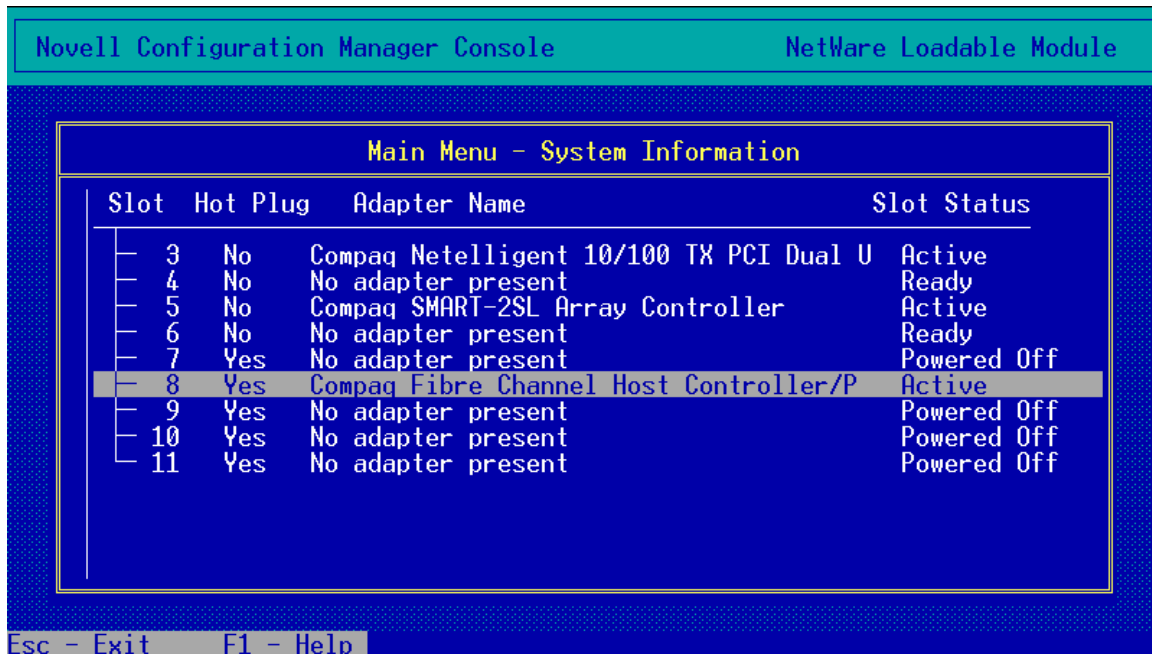 Novell Configuration Manager Console NetWare Loadable Module
Main Menu - System Information
Slot Hot Plug Adapter Name Slot Status
3 No Compaq Netelligent 10/100 TX PCI Dual U Active
4 No No adapter present Ready
5 No Compaq SMART-2SL Array Controller Active
6 No No adapter present Ready
7 Yes No adapter present Powered Off
8 Yes Compaq Fibre Channel Host Controller/P Active
9 Yes No adapter present Powered Off
10 Yes No adapter present Powered Off
11 Yes No adapter present Powered Off
Esc - Exit F1 - Help